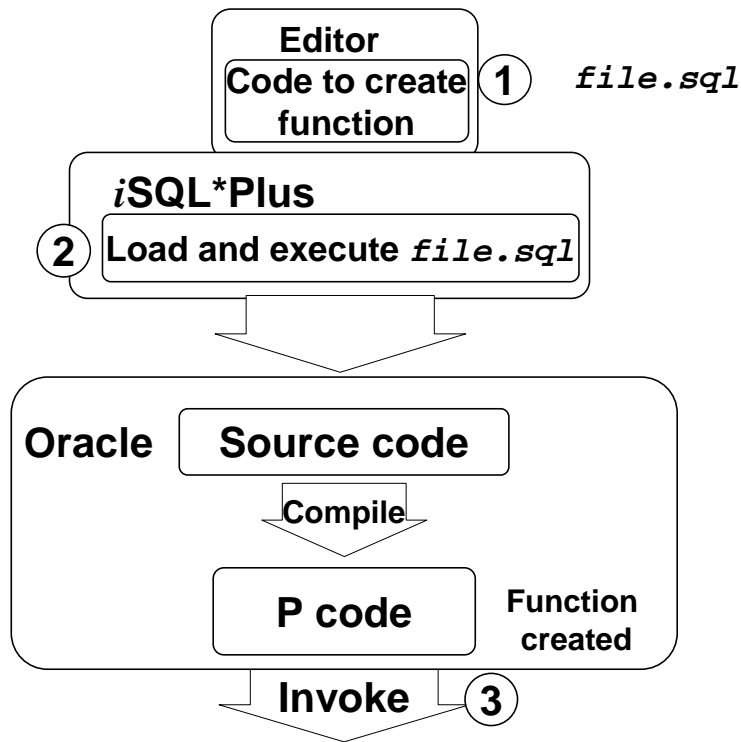 Editor
Code to create
function
1
file.sql
iSQL*Plus
2
Load and execute file.sql
Oracle
Source code
Compile
P code
Function
created
Invoke
3